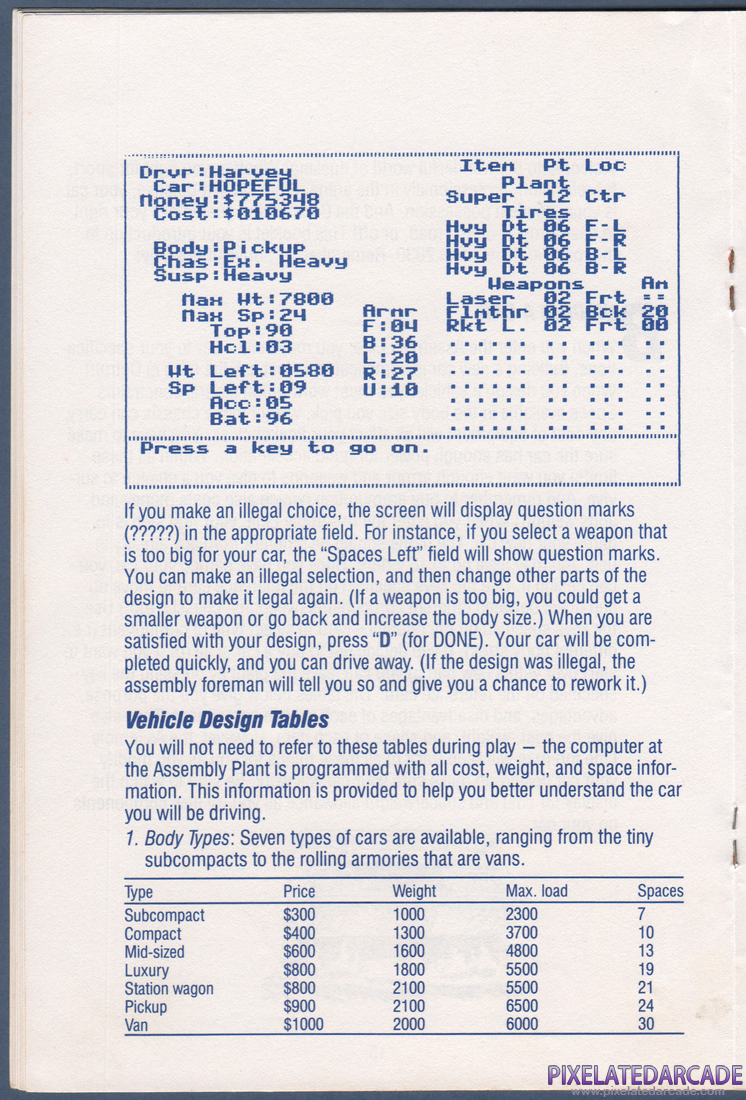 Drvr:Harvey
Car:HOPEFUL
Money:$775348
Cost:$010670
Body:Pickup
Chas:Ex. Heavy
Susp:Heavy
Max Wt:7800
Max Sp:24
Top:90
Hcl:03
Wt Left:0580
Sp Left:09
Acc:05
Bat:96
Armr
F:04
B:36
L:20
R:27
U:10
Item Pt Loc
Plant
Super 12 Ctr
Tires
Hvy Dt 06 F-L
Hvy Dt 06 F-R
Hvy Dt 06 B-L
Hvy Dt 06 B-R
Weapons Am
Laser 02 Frt --
Flmthr 02 Bck 20
Rkt L. 02 Frt 00
...... .. ... ..
...... .. ... ..
...... .. ... ..
...... .. ... ..
...... .. ... ..
...... .. ... ..
...... .. ... ..
Press a key to go on.
If you make an illegal choice, the screen will display question marks
(?????) in the appropriate field. For instance, if you select a weapon that
is too big for your car, the “Spaces Left” field will show question marks.
You can make an illegal selection, and then change other parts of the
design to make it legal again. (If a weapon is too big, you could get a
smaller weapon or go back and increase the body size.) When you are
satisfied with your design, press “D” (for DONE). Your car will be com-
pleted quickly, and you can drive away. (If the design was illegal, the
assembly foreman will tell you so and give you a chance to rework it.)
Vehicle Design Tables
You will not need to refer to these tables during play — the computer at
the Assembly Plant is programmed with all cost, weight, and space infor-
mation. This information is provided to help you better understand the car
you will be driving.
1. Body Types: Seven types of cars are available, ranging from the tiny
subcompacts to the rolling armories that are vans.
Type Price Weight Max. load Spaces
Subcompact $300 1000 2300 7
Compact $400 1300 3700 10
Mid-sized $600 1600 4800 13
Luxury $800 1800 5500 19
Station wagon $800 2100 5500 21
Pickup $900 2100 6500 24
Van $1000 2000 6000 30
PIXELATEDARCADE
www.pixelatedarcade.com